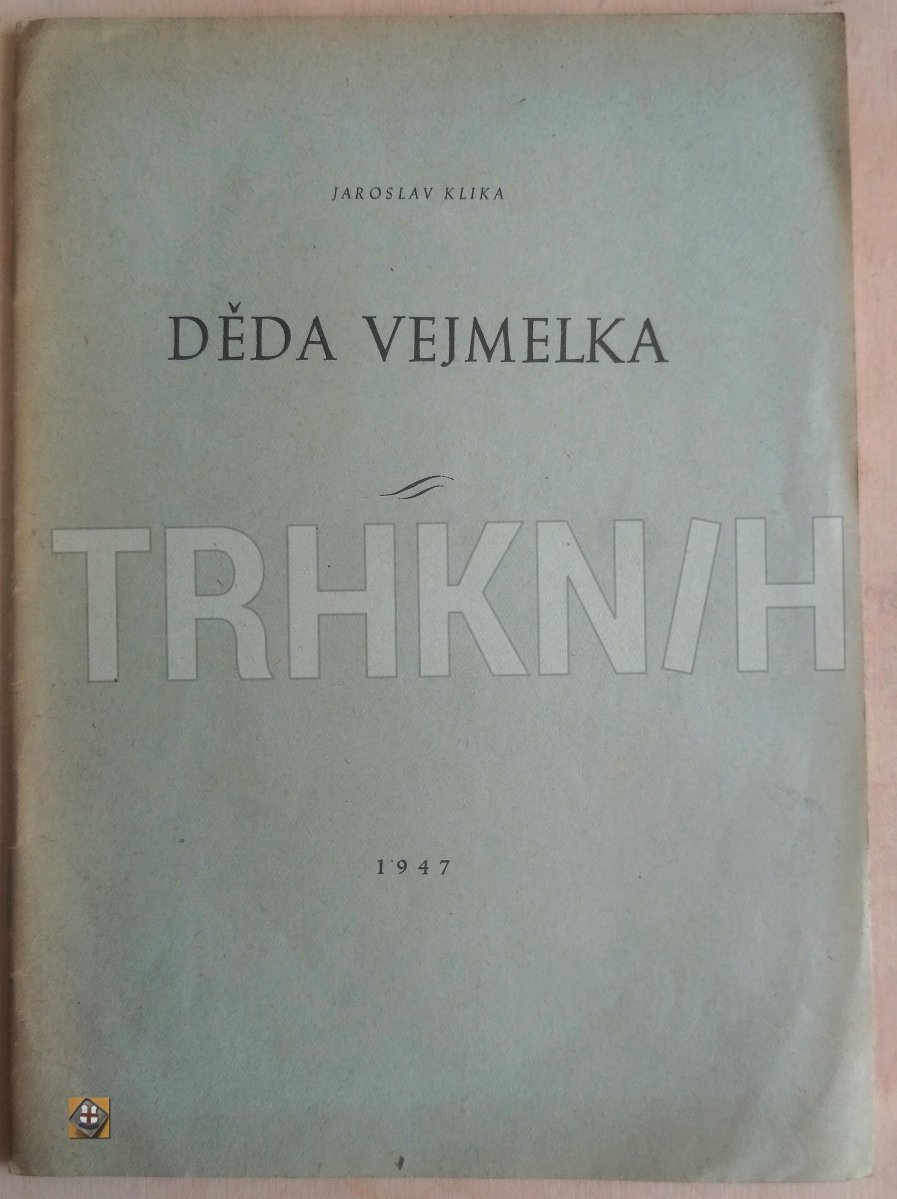 JAROSLAV KLIKA
DĚDA VEJMELKA
TRHKNIH
1947